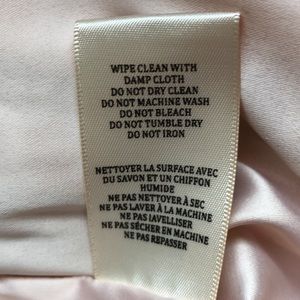 WIPE CLEAN WITH
DAMP CLOTH
DO NOT DRY CLEAN
DO NOT MACHINE WASH
DO NOT BLEACH
DO NOT TUMBLE DRY
DO NOT IRON
NETTOYER LA SURFACE AVEC
DU SAVON ET UN CHIFFON
HUMIDE
NE PAS NETTOYER À SEC
NE PAS LAVER À LA MACHINE
NE PAS JAVELLISER
NE PAS SÉCHER EN MACHINE
NE PAS REPASSER